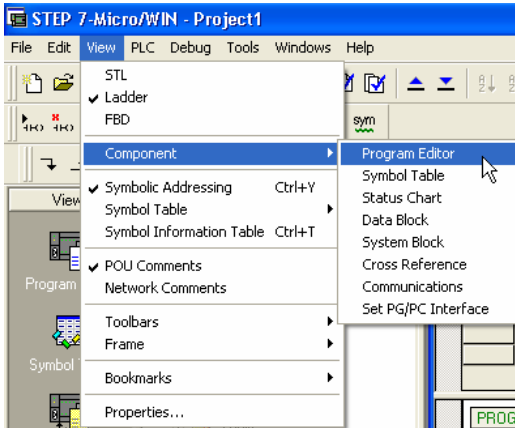 STEP 7-Micro/WIN - Project1
File Edit View PLC Debug Tools Windows Help
STL
Ladder
FBD
sym
Component
Program Editor
Symbol Table
Status Chart
Data Block
System Block
Cross Reference
Communications
Set PG/PC Interface
View
Symbolic Addressing Ctrl+Y
Symbol Table
Symbol Information Table Ctrl+T
POU Comments
Network Comments
Program
Toolbars
Frame
Symbol
Bookmarks
Properties...
PROG